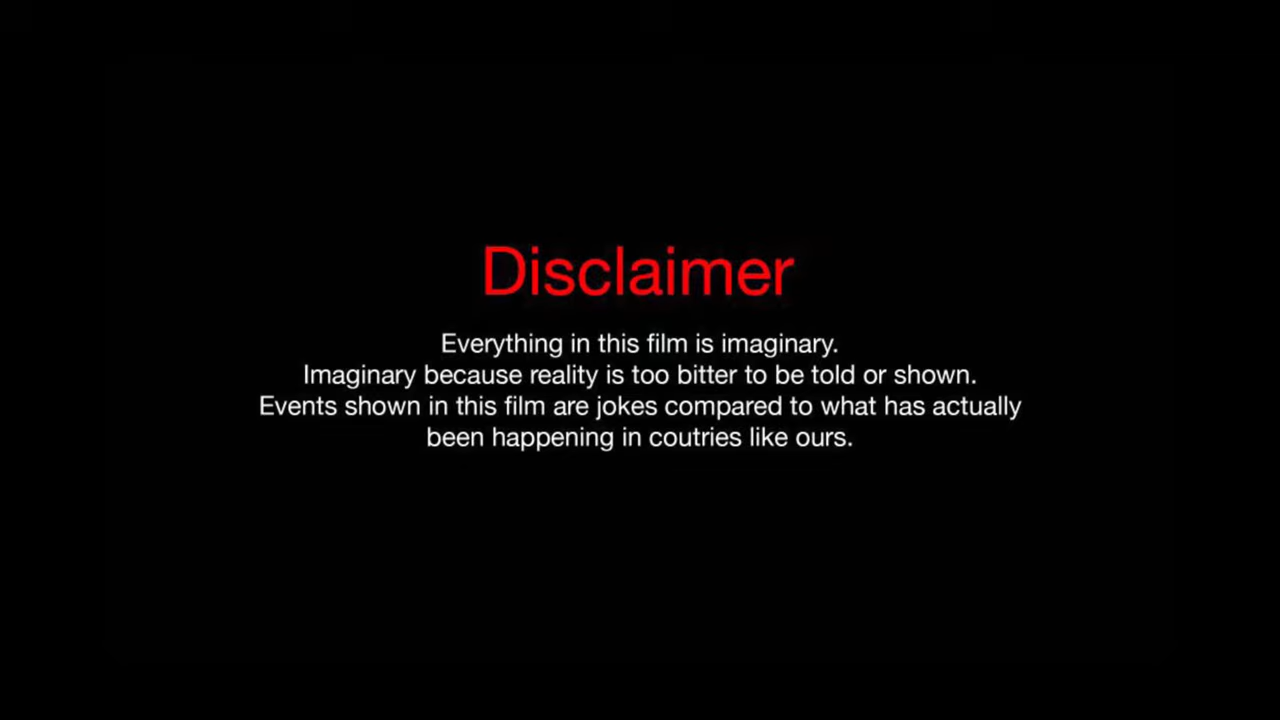 Disclaimer
Everything in this film is imaginary.
Imaginary because reality is too bitter to be told or shown.
Events shown in this film are jokes compared to what has actually
been happening in coutries like ours.